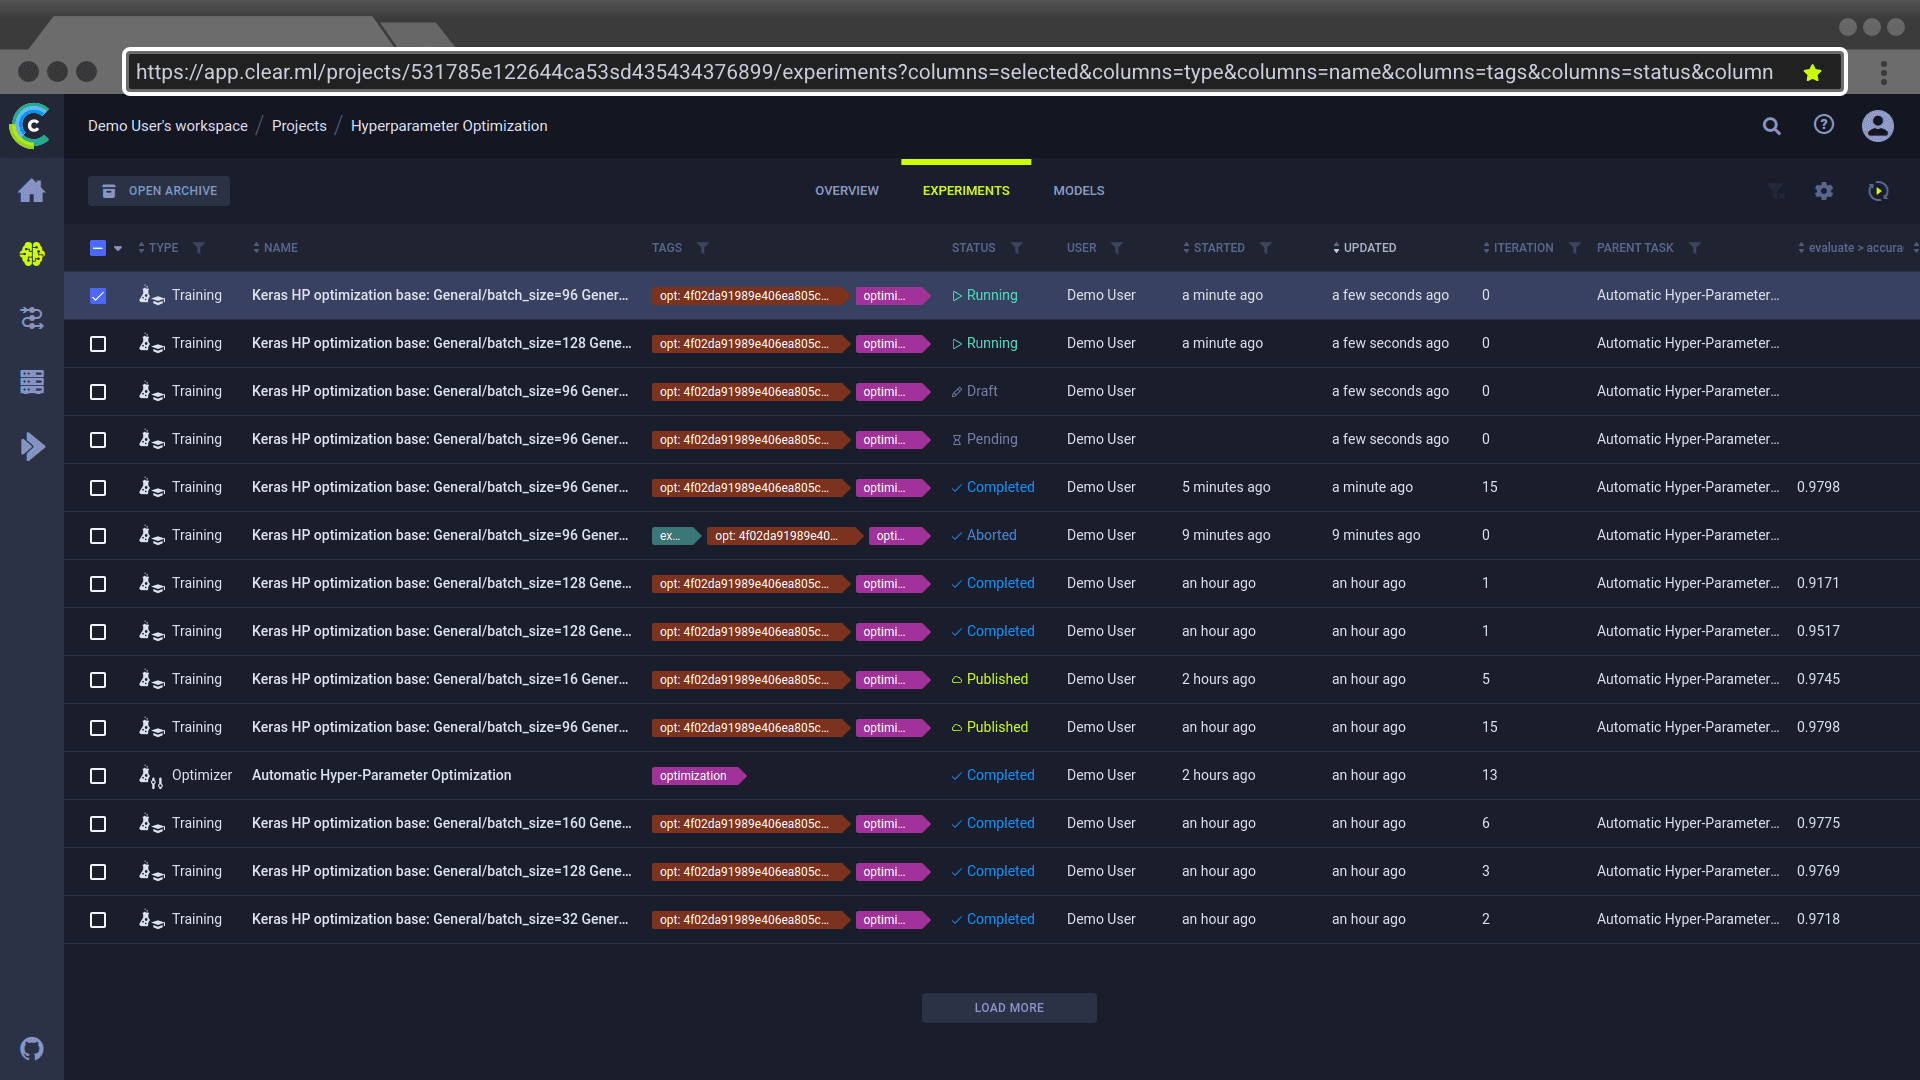 https://app.clear.ml/projects/531785e122644ca53sd435434376899/experiments?columns=selected&columns=type&columns=name&columns=tags&columns=status&column
Demo User's workspace / Projects / Hyperparameter Optimization
OPEN ARCHIVE OVERVIEW EXPERIMENTS MODELS
TYPE NAME TAGS STATUS USER STARTED UPDATED ITERATION PARENT TASK evaluate > accura
Training Keras HP optimization base: General/batch_size=96 Gener... opt: 4f02da91989e406ea805c... optimi... Running Demo User a minute ago a few seconds ago 0 Automatic Hyper-Parameter...
Training Keras HP optimization base: General/batch_size=128 Gene... opt: 4f02da91989e406ea805c... optimi... Running Demo User a minute ago a few seconds ago 0 Automatic Hyper-Parameter...
Training Keras HP optimization base: General/batch_size=96 Gener... opt: 4f02da91989e406ea805c... optimi... Draft Demo User a few seconds ago 0 Automatic Hyper-Parameter...
Training Keras HP optimization base: General/batch_size=96 Gener... opt: 4f02da91989e406ea805c... optimi... Pending Demo User a few seconds ago 0 Automatic Hyper-Parameter...
Training Keras HP optimization base: General/batch_size=96 Gener... opt: 4f02da91989e406ea805c... optimi... Completed Demo User 5 minutes ago a minute ago 15 Automatic Hyper-Parameter... 0.9798
Training Keras HP optimization base: General/batch_size=96 Gener... ex... opt: 4f02da91989e40... opti... Aborted Demo User 9 minutes ago 9 minutes ago 0 Automatic Hyper-Parameter...
Training Keras HP optimization base: General/batch_size=128 Gene... opt: 4f02da91989e406ea805c... optimi... Completed Demo User an hour ago an hour ago 1 Automatic Hyper-Parameter... 0.9171
Training Keras HP optimization base: General/batch_size=128 Gene... opt: 4f02da91989e406ea805c... optimi... Completed Demo User an hour ago an hour ago 1 Automatic Hyper-Parameter... 0.9517
Training Keras HP optimization base: General/batch_size=16 Gener... opt: 4f02da91989e406ea805c... optimi... Published Demo User 2 hours ago an hour ago 5 Automatic Hyper-Parameter... 0.9745
Training Keras HP optimization base: General/batch_size=96 Gener... opt: 4f02da91989e406ea805c... optimi... Published Demo User an hour ago an hour ago 15 Automatic Hyper-Parameter... 0.9798
Optimizer Automatic Hyper-Parameter Optimization optimization Completed Demo User 2 hours ago an hour ago 13
Training Keras HP optimization base: General/batch_size=160 Gene... opt: 4f02da91989e406ea805c... optimi... Completed Demo User an hour ago an hour ago 6 Automatic Hyper-Parameter... 0.9775
Training Keras HP optimization base: General/batch_size=128 Gene... opt: 4f02da91989e406ea805c... optimi... Completed Demo User an hour ago an hour ago 3 Automatic Hyper-Parameter... 0.9769
Training Keras HP optimization base: General/batch_size=32 Gener... opt: 4f02da91989e406ea805c... optimi... Completed Demo User an hour ago an hour ago 2 Automatic Hyper-Parameter... 0.9718
LOAD MORE